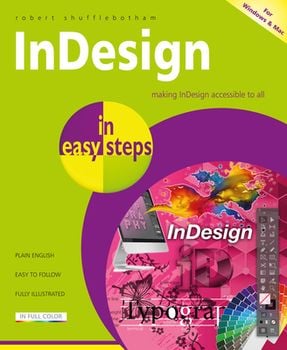 robert shufflebotham
InDesign
For
Windows & Mac
making InDesign accessible to all
in
easy steps
InDesign
PLAIN ENGLISH
EASY TO FOLLOW
FULLY ILLUSTRATED
IN FULL COLOR